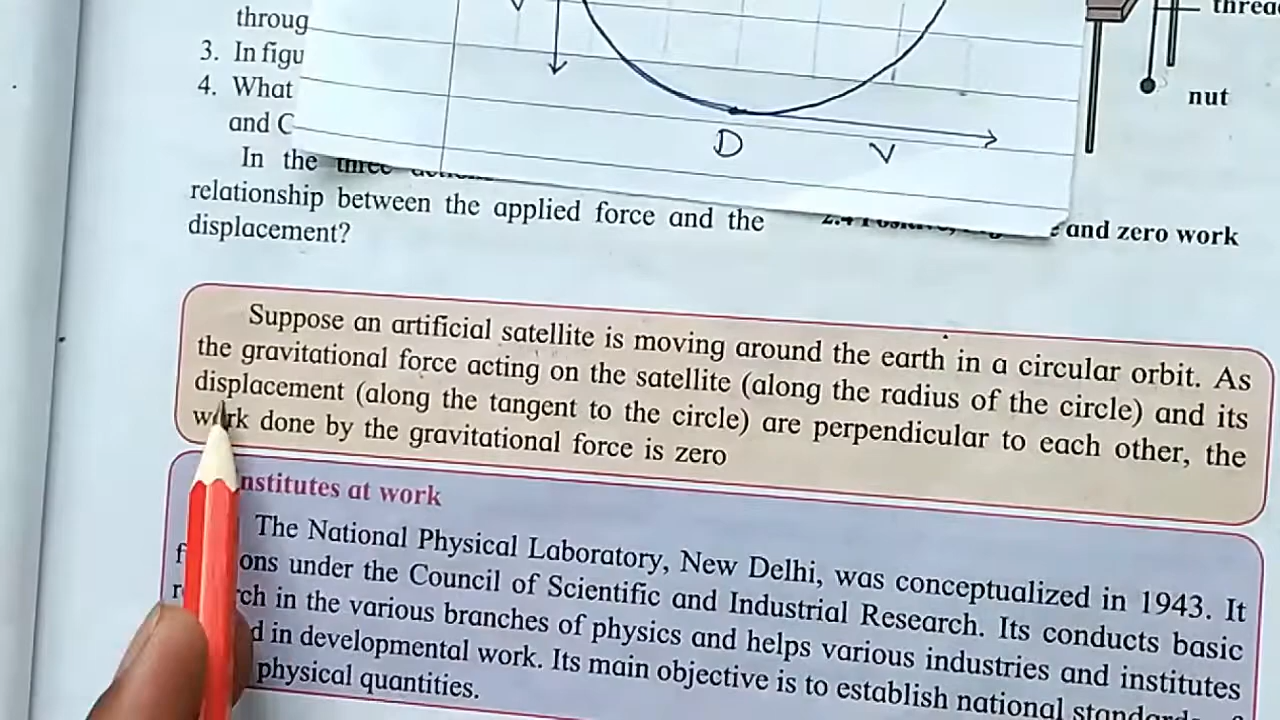 throug
3. In figu
4. What
and C
In the three
relationship between the applied force and the
displacement?
D
V
threa
nut
and zero work
Suppose an artificial satellite is moving around the earth in a circular orbit. As
the gravitational force acting on the satellite (along the radius of the circle) and its
displacement (along the tangent to the circle) are perpendicular to each other, the
work done by the gravitational force is zero
nstitutes at work
The National Physical Laboratory, New Delhi, was conceptualized in 1943. It
ons under the Council of Scientific and Industrial Research. Its conducts basic
rch in the various branches of physics and helps various industries and institutes
d in developmental work. Its main objective is to establish national standards
physical quantities.